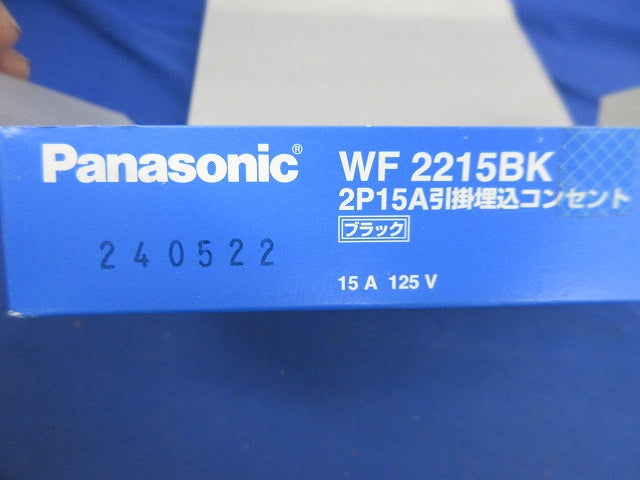 Panasonic®
WF 2215BK
2P15A引掛埋込コンセント
ブラック
240522
15 A 125 V